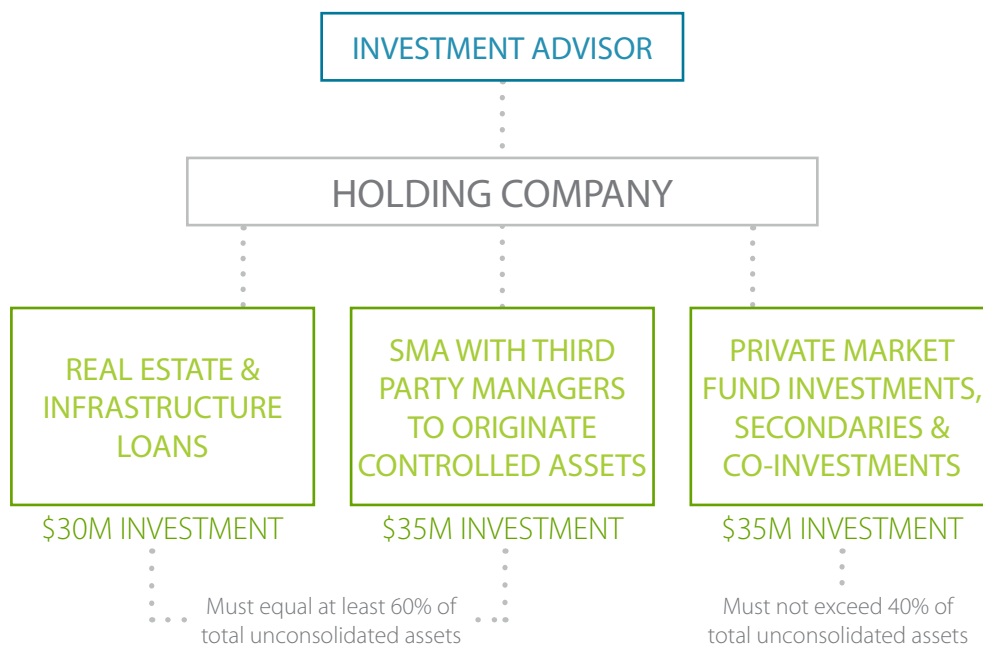 INVESTMENT ADVISOR
HOLDING COMPANY
REAL ESTATE &
INFRASTRUCTURE
LOANS
$30M INVESTMENT
SMA WITH THIRD
PARTY MANAGERS
TO ORIGINATE
CONTROLLED ASSETS
$35M INVESTMENT
PRIVATE MARKET
FUND INVESTMENTS,
SECONDARIES &
CO-INVESTMENTS
$35M INVESTMENT
Must equal at least 60% of
total unconsolidated assets
Must not exceed 40% of
total unconsolidated assets